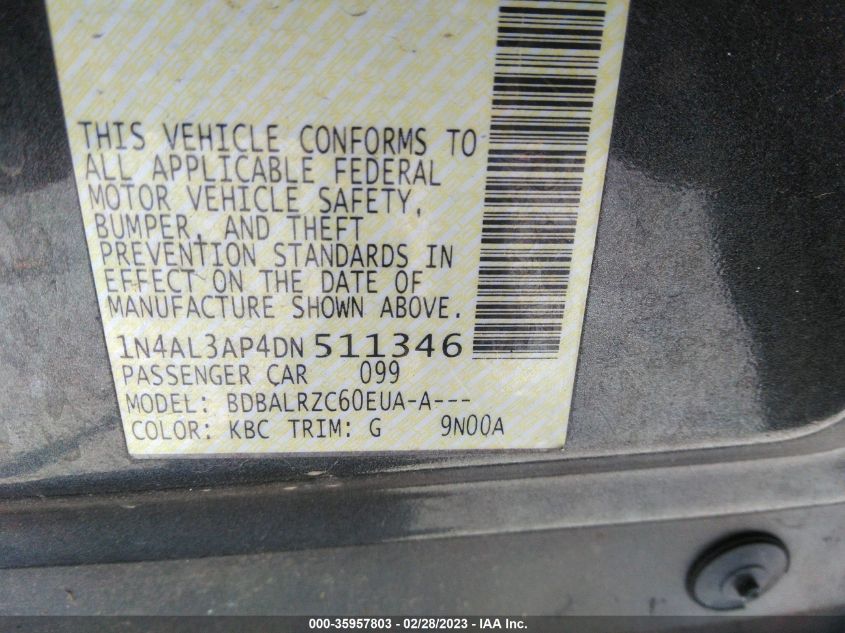 THIS VEHICLE CONFORMS TO
ALL APPLICABLE FEDERAL
MOTOR VEHICLE SAFETY,
BUMPER, AND THEFT
PREVENTION STANDARDS IN
EFFECT ON THE DATE OF
MANUFACTURE SHOWN ABOVE.
1N4AL3AP4DN 511346
PASSENGER CAR 099
MODEL: BDBALRZC60EUA-A---
COLOR: KBC TRIM: G 9N00A
000-35957803 - 02/28/2023 - IAA Inc.